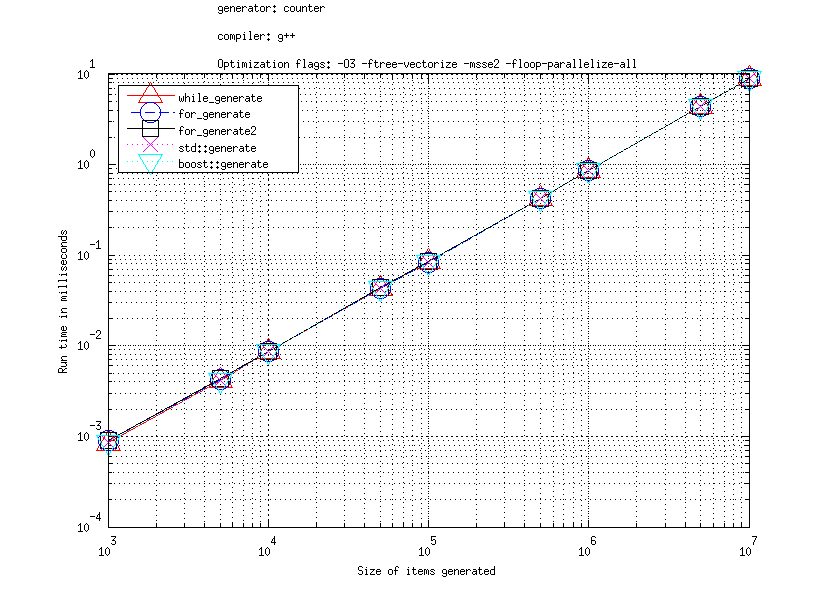 generator: counter
compiler: g++
Optimization flags: -O3 -ftree-vectorize -msse2 -floop-parallelize-all
10^1
while_generate
for_generate
for_generate2
std::generate
boost::generate
10^0
10^-1
Run time in milliseconds
10^-2
10^-3
10^-4
10^3 10^4 10^5 10^6 10^7
Size of items generated